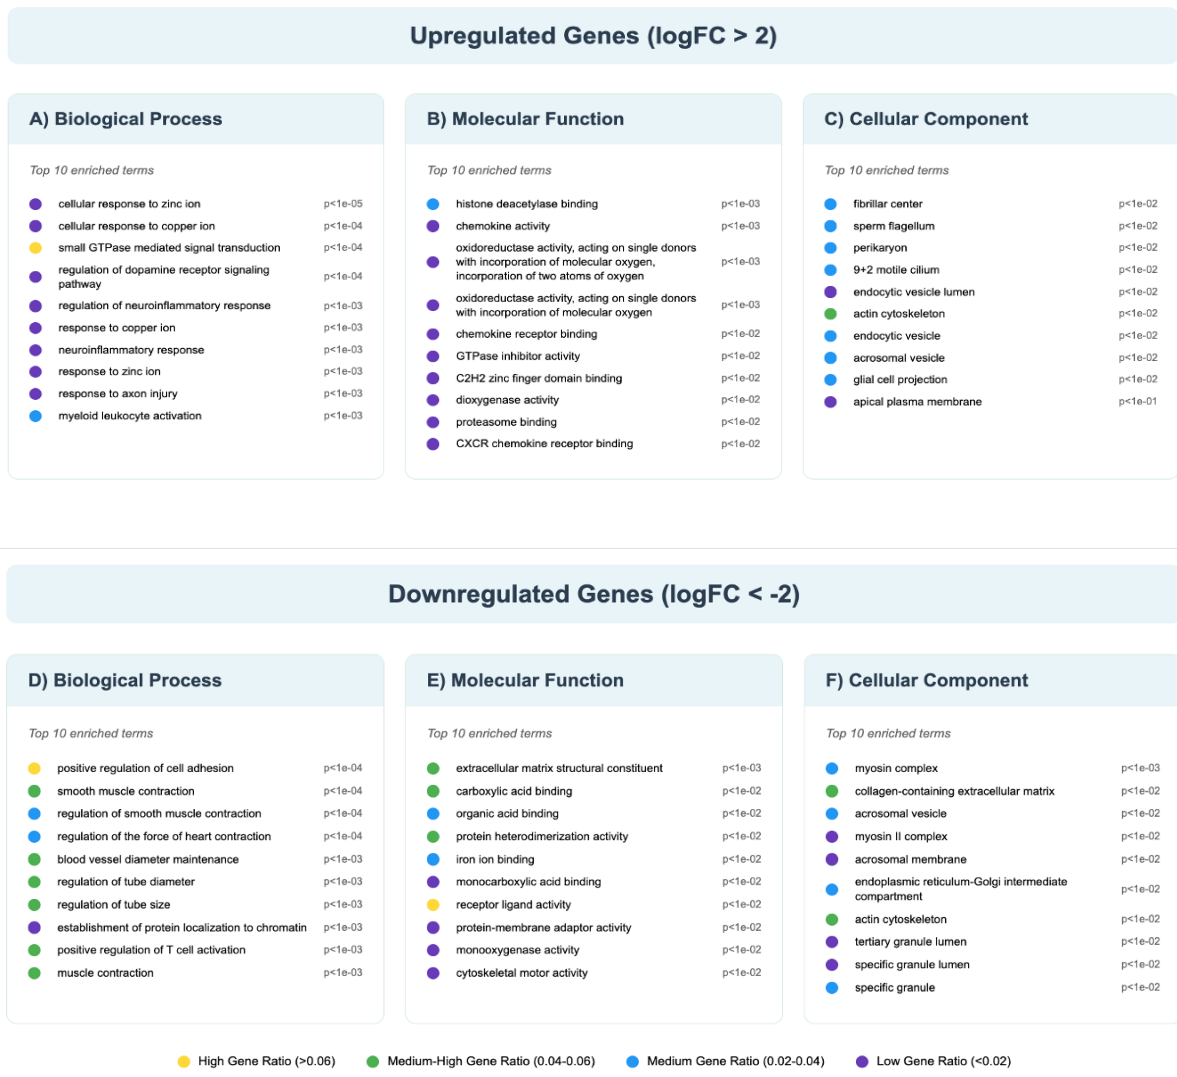 Upregulated Genes (logFC > 2)
A) Biological Process
Top 10 enriched terms
cellular response to zinc ion p<1e-05
cellular response to copper ion p<1e-04
small GTPase mediated signal transduction p<1e-04
regulation of dopamine receptor signaling
pathway p<1e-04
regulation of neuroinflammatory response p<1e-03
response to copper ion p<1e-03
neuroinflammatory response p<1e-03
response to zinc ion p<1e-03
response to axon injury p<1e-03
myeloid leukocyte activation p<1e-03
B) Molecular Function
Top 10 enriched terms
histone deacetylase binding p<1e-03
chemokine activity p<1e-03
oxidoreductase activity, acting on single donors
with incorporation of molecular oxygen, p<1e-03
incorporation of two atoms of oxygen
oxidoreductase activity, acting on single donors
with incorporation of molecular oxygen p<1e-03
chemokine receptor binding p<1e-02
GTPase inhibitor activity p<1e-02
C2H2 zinc finger domain binding p<1e-02
dioxygenase activity p<1e-02
proteasome binding p<1e-02
CXCR chemokine receptor binding p<1e-02
C) Cellular Component
Top 10 enriched terms
fibrillar center p<1e-02
sperm flagellum p<1e-02
perikaryon p<1e-02
9+2 motile cilium p<1e-02
endocytic vesicle lumen p<1e-02
actin cytoskeleton p<1e-02
endocytic vesicle p<1e-02
acrosomal vesicle p<1e-02
glial cell projection p<1e-02
apical plasma membrane p<1e-01
Downregulated Genes (logFC < -2)
D) Biological Process
Top 10 enriched terms
positive regulation of cell adhesion p<1e-04
smooth muscle contraction p<1e-04
regulation of smooth muscle contraction p<1e-04
regulation of the force of heart contraction p<1e-04
blood vessel diameter maintenance p<1e-03
regulation of tube diameter p<1e-03
regulation of tube size p<1e-03
establishment of protein localization to chromatin p<1e-03
positive regulation of T cell activation p<1e-03
muscle contraction p<1e-03
E) Molecular Function
Top 10 enriched terms
extracellular matrix structural constituent p<1e-03
carboxylic acid binding p<1e-02
organic acid binding p<1e-02
protein heterodimerization activity p<1e-02
iron ion binding p<1e-02
monocarboxylic acid binding p<1e-02
receptor ligand activity p<1e-02
protein-membrane adaptor activity p<1e-02
monooxygenase activity p<1e-02
cytoskeletal motor activity p<1e-02
F) Cellular Component
Top 10 enriched terms
myosin complex p<1e-03
collagen-containing extracellular matrix p<1e-02
acrosomal vesicle p<1e-02
myosin II complex p<1e-02
acrosomal membrane p<1e-02
endoplasmic reticulum-Golgi intermediate
compartment p<1e-02
actin cytoskeleton p<1e-02
tertiary granule lumen p<1e-02
specific granule lumen p<1e-02
specific granule p<1e-02
High Gene Ratio (>0.06) Medium-High Gene Ratio (0.04-0.06) Medium Gene Ratio (0.02-0.04) Low Gene Ratio (<0.02)